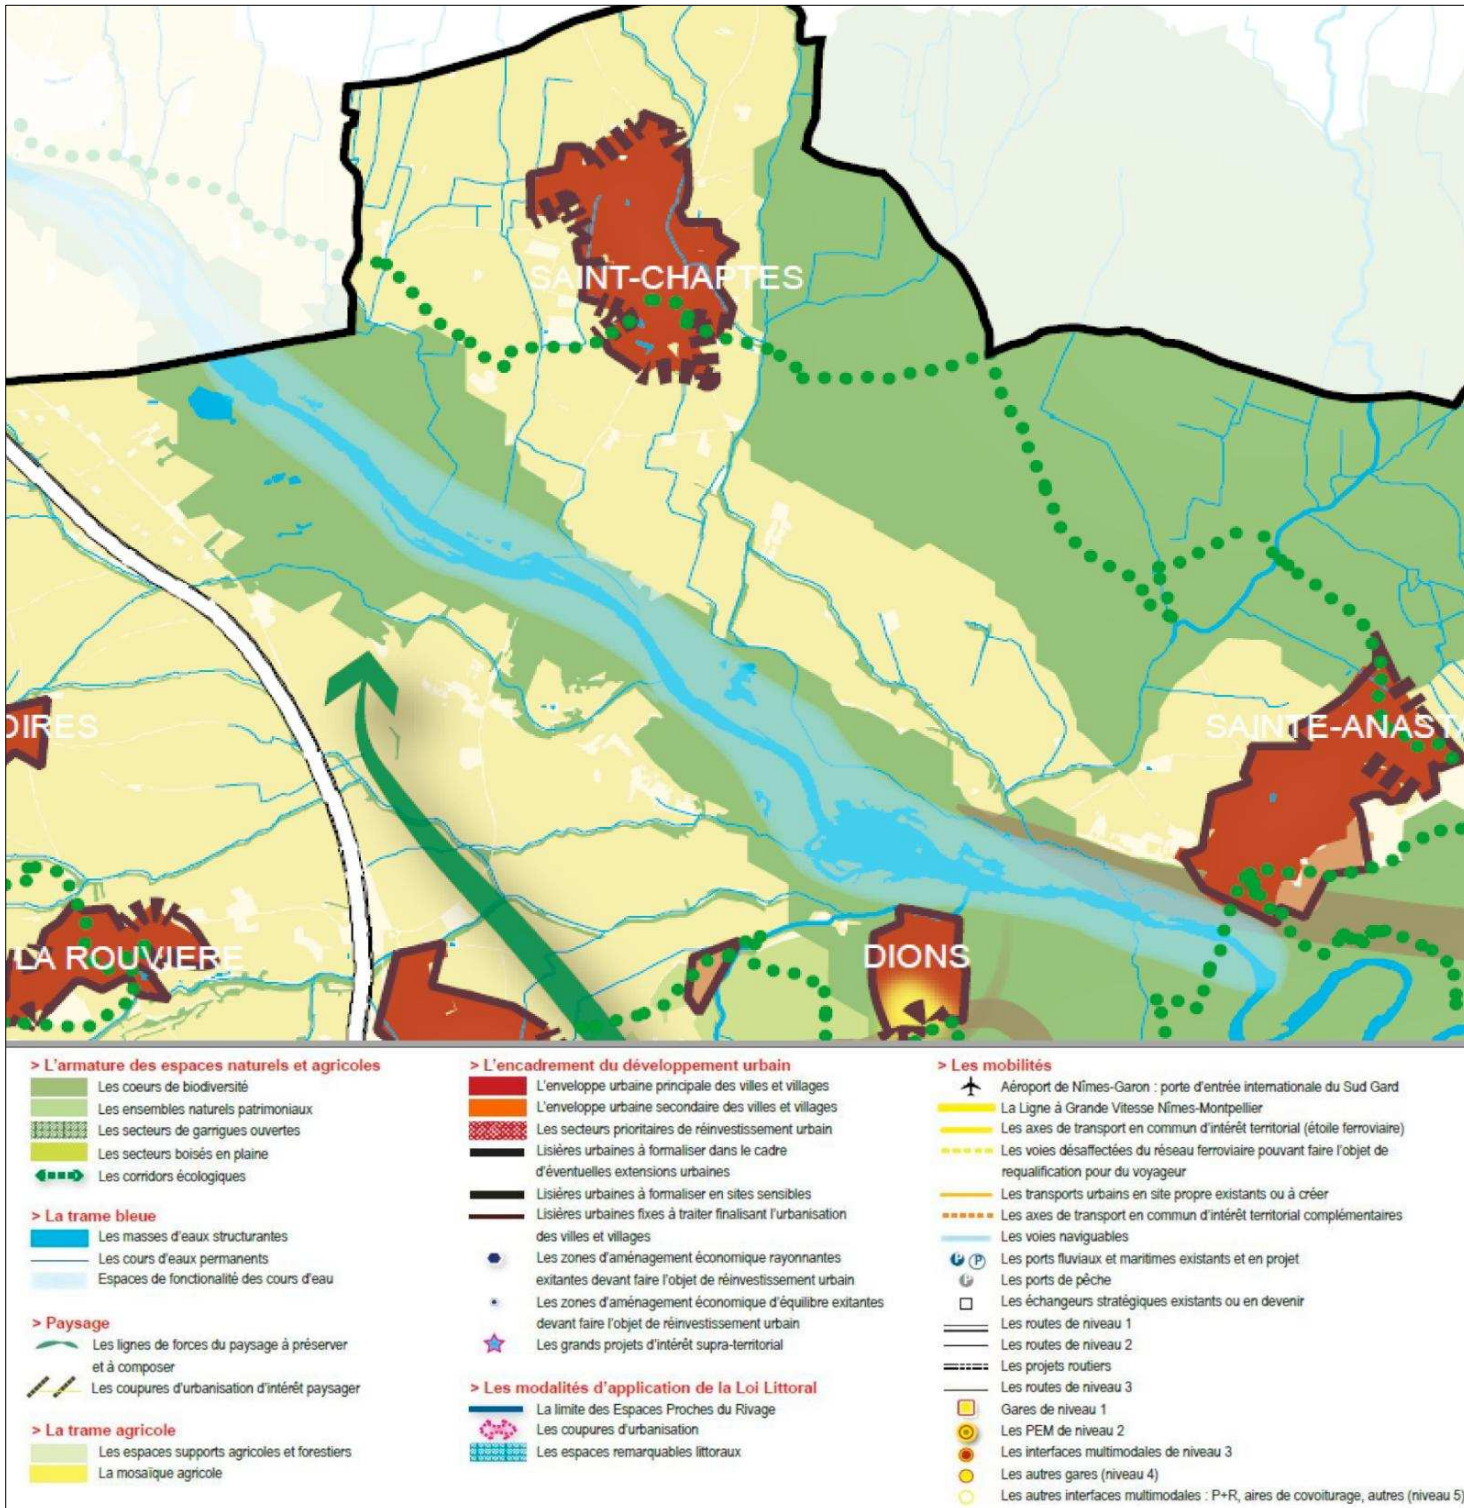 SAINT-CHAPTES
OIRES
SAINTE-ANAST
LA ROUVIERE
DIONS
> L'armature des espaces naturels et agricoles
Les coeurs de biodiversité
Les ensembles naturels patrimoniaux
Les secteurs de garrigues ouvertes
Les secteurs boisés en plaine
Les corridors écologiques
> La trame bleue
Les masses d'eaux structurantes
Les cours d'eaux permanents
Espaces de fonctionalité des cours d'eau
> Paysage
Les lignes de forces du paysage à préserver
et à composer
Les coupures d'urbanisation d'intérêt paysager
> La trame agricole
Les espaces supports agricoles et forestiers
La mosaïque agricole
> L'encadrement du développement urbain
L'enveloppe urbaine principale des villes et villages
L'enveloppe urbaine secondaire des villes et villages
Les secteurs prioritaires de réinvestissement urbain
Lisières urbaines à formaliser dans le cadre
d'éventuelles extensions urbaines
Lisières urbaines à formaliser en sites sensibles
Lisières urbaines fixes à traiter finalisant l'urbanisation
des villes et villages
Les zones d'aménagement économique rayonnantes
exitantes devant faire l'objet de réinvestissement urbain
Les zones d'aménagement économique d'équilibre exitantes
devant faire l'objet de réinvestissement urbain
Les grands projets d'intérêt supra-territorial
> Les modalités d'application de la Loi Littoral
La limite des Espaces Proches du Rivage
Les coupures d'urbanisation
Les espaces remarquables littoraux
> Les mobilités
Aéroport de Nîmes-Garon : porte d'entrée internationale du Sud Gard
La Ligne à Grande Vitesse Nîmes-Montpellier
Les axes de transport en commun d'intérêt territorial (étoile ferroviaire)
Les voies désaffectées du réseau ferroviaire pouvant faire l'objet de
requalification pour du voyageur
Les transports urbains en site propre existants ou à créer
Les axes de transport en commun d'intérêt territorial complémentaires
Les voies naviguables
P P Les ports fluviaux et maritimes existants et en projet
P Les ports de pêche
Les échangeurs stratégiques existants ou en devenir
Les routes de niveau 1
Les routes de niveau 2
Les projets routiers
Les routes de niveau 3
Gares de niveau 1
Les PEM de niveau 2
Les interfaces multimodales de niveau 3
Les autres gares (niveau 4)
Les autres interfaces multimodales : P+R, aires de covoiturage, autres (niveau 5)